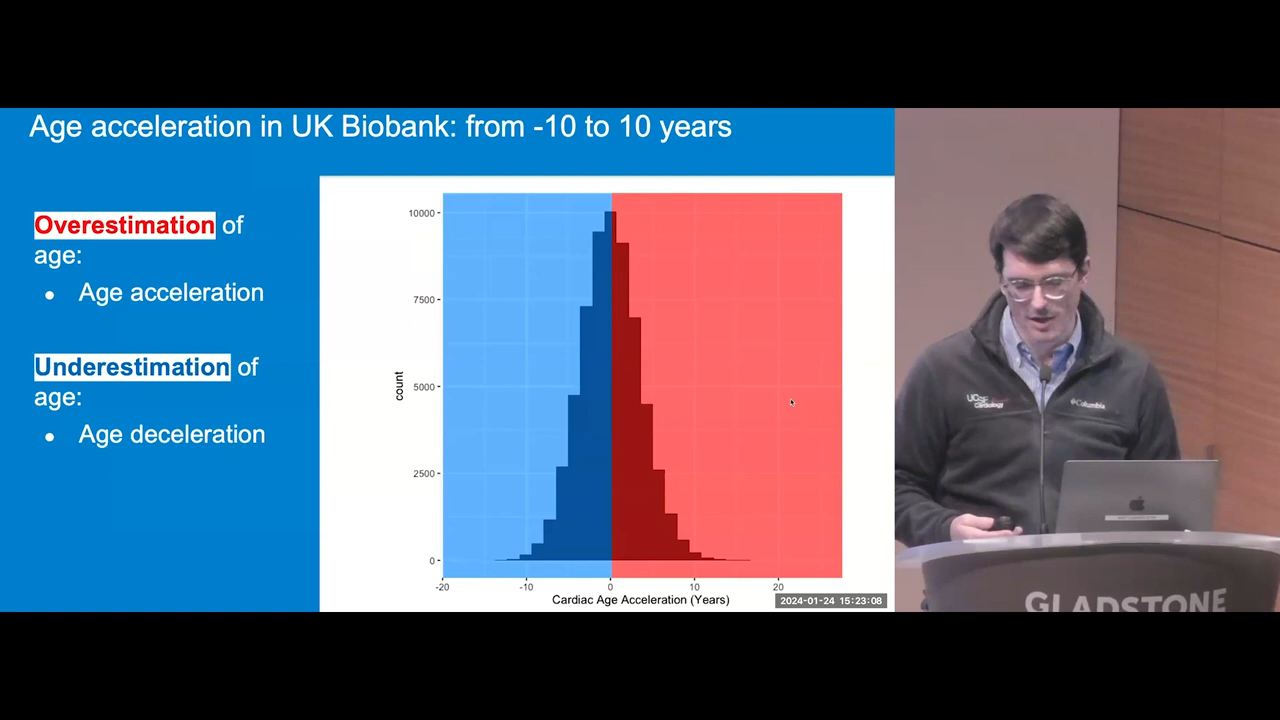 Age acceleration in UK Biobank: from -10 to 10 years
Overestimation of
age:
● Age acceleration
Underestimation of
age:
● Age deceleration
10000
7500
5000
2500
0
count
-20 -10 0 10 20
Cardiac Age Acceleration (Years)
2024-01-24 15:23:08
UCSF
Cardiology
Columbia
GLADSTONE